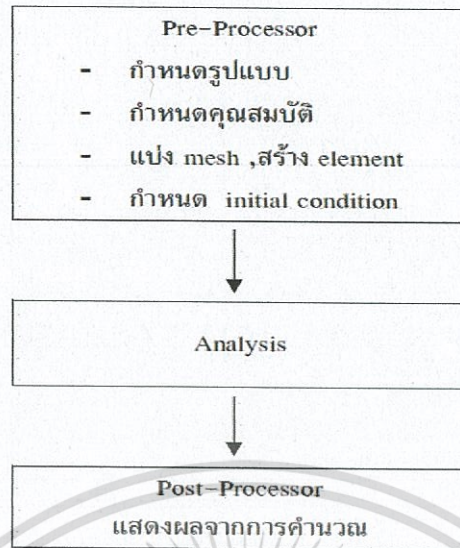 Pre-Processor
- กำหนดรูปแบบ
- กำหนดคุณสมบัติ
- แบ่ง mesh ,สร้าง element
- กำหนด initial condition
Analysis
Post-Processor
แสดงผลจากการคำนวณ